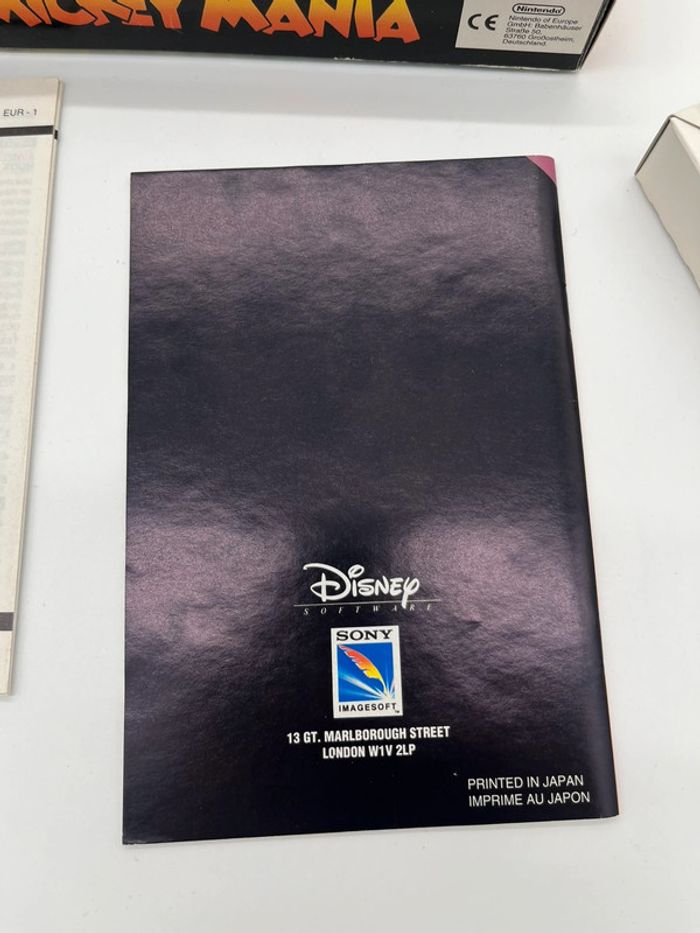 MICKEY MANIA
CE
Nintendo
Nintendo of Europe
GmbH: Babenhäuser
Straße 50,
63760 Großostheim,
Deutschland.
EUR - 1
Disney
SOFTWARE
SONY
IMAGESOFT™
13 GT. MARLBOROUGH STREET
LONDON W1V 2LP
PRINTED IN JAPAN
IMPRIME AU JAPON